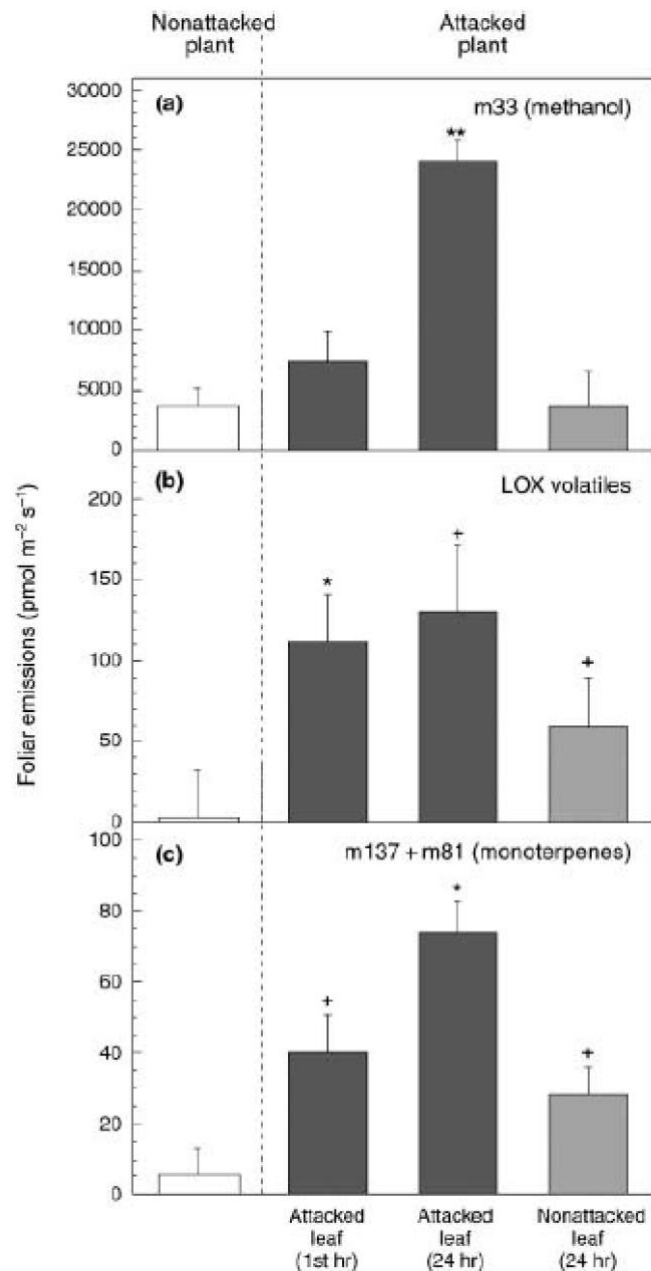 Nonattacked plant
Attacked plant
(a)
m33 (methanol)
30000
25000
20000
15000
10000
5000
0
**
(b)
LOX volatiles
200
150
100
50
0
*
+
+
(c)
m137 + m81 (monoterpenes)
100
80
60
40
20
0
+
*
+
Foliar emissions (pmol m⁻² s⁻¹)
Attacked leaf (1st hr)
Attacked leaf (24 hr)
Nonattacked leaf (24 hr)